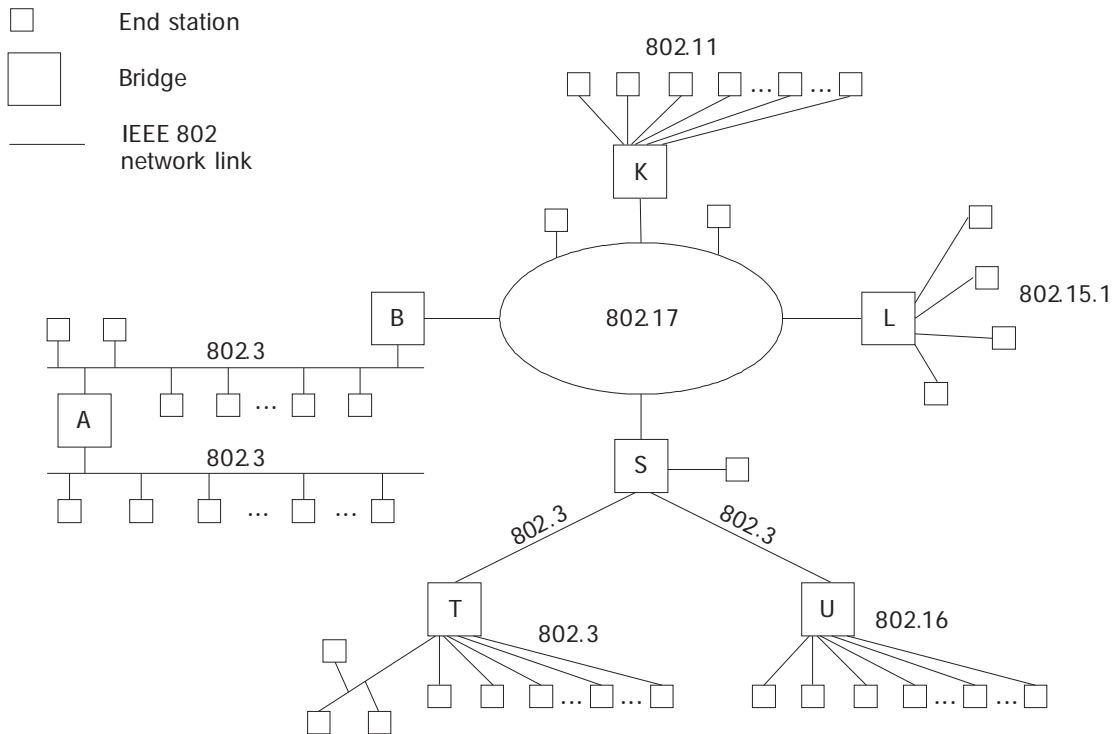 End station
Bridge
IEEE 802
network link
802.11
... ...
K
802.17
B
L
802.15.1
802.3
...
A
802.3
... ...
S
802.3
802.3
T
U
802.3
802.16
... ...
... ...